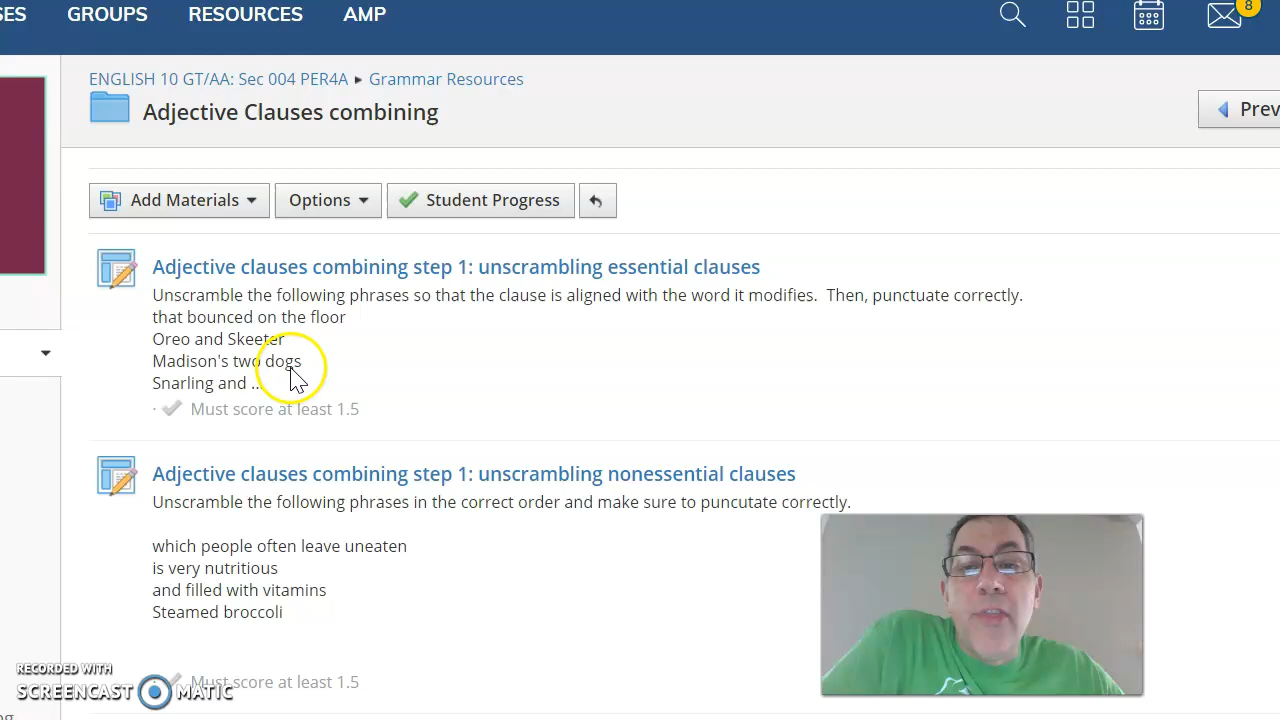 GROUPS RESOURCES AMP
8
ENGLISH 10 GT/AA: Sec 004 PER4A ▸ Grammar Resources
Adjective Clauses combining
Prev
Add Materials Options Student Progress
Adjective clauses combining step 1: unscrambling essential clauses
Unscramble the following phrases so that the clause is aligned with the word it modifies. Then, punctuate correctly.
that bounced on the floor
Oreo and Skeeter
Madison's two dogs
Snarling and ...
· Must score at least 1.5
Adjective clauses combining step 1: unscrambling nonessential clauses
Unscramble the following phrases in the correct order and make sure to puncutate correctly.
which people often leave uneaten
is very nutritious
and filled with vitamins
Steamed broccoli
Must score at least 1.5
RECORDED WITH
SCREENCAST MATIC